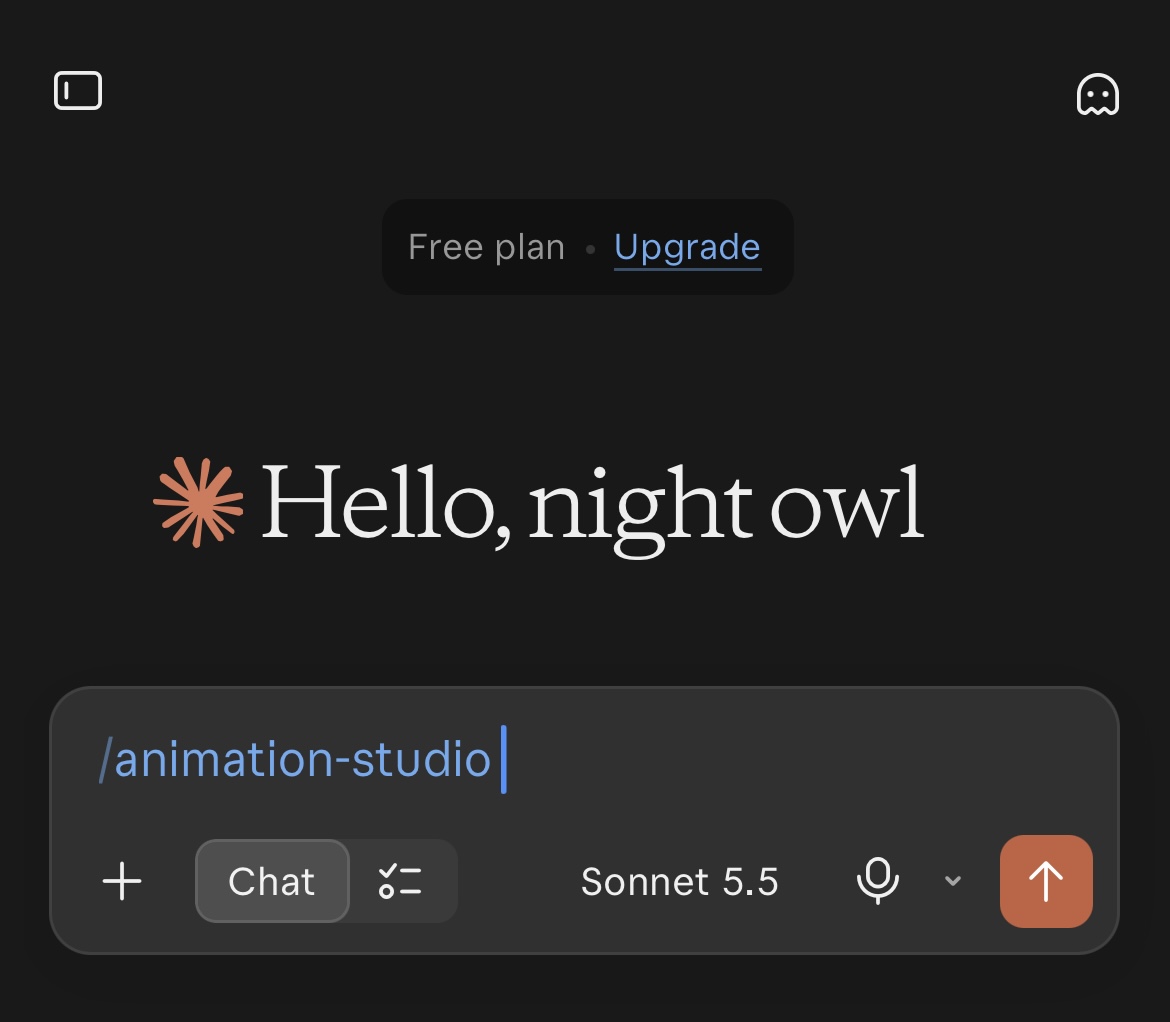 Free plan • Upgrade
Hello, night owl
/animation-studio
Chat
Sonnet 5.5